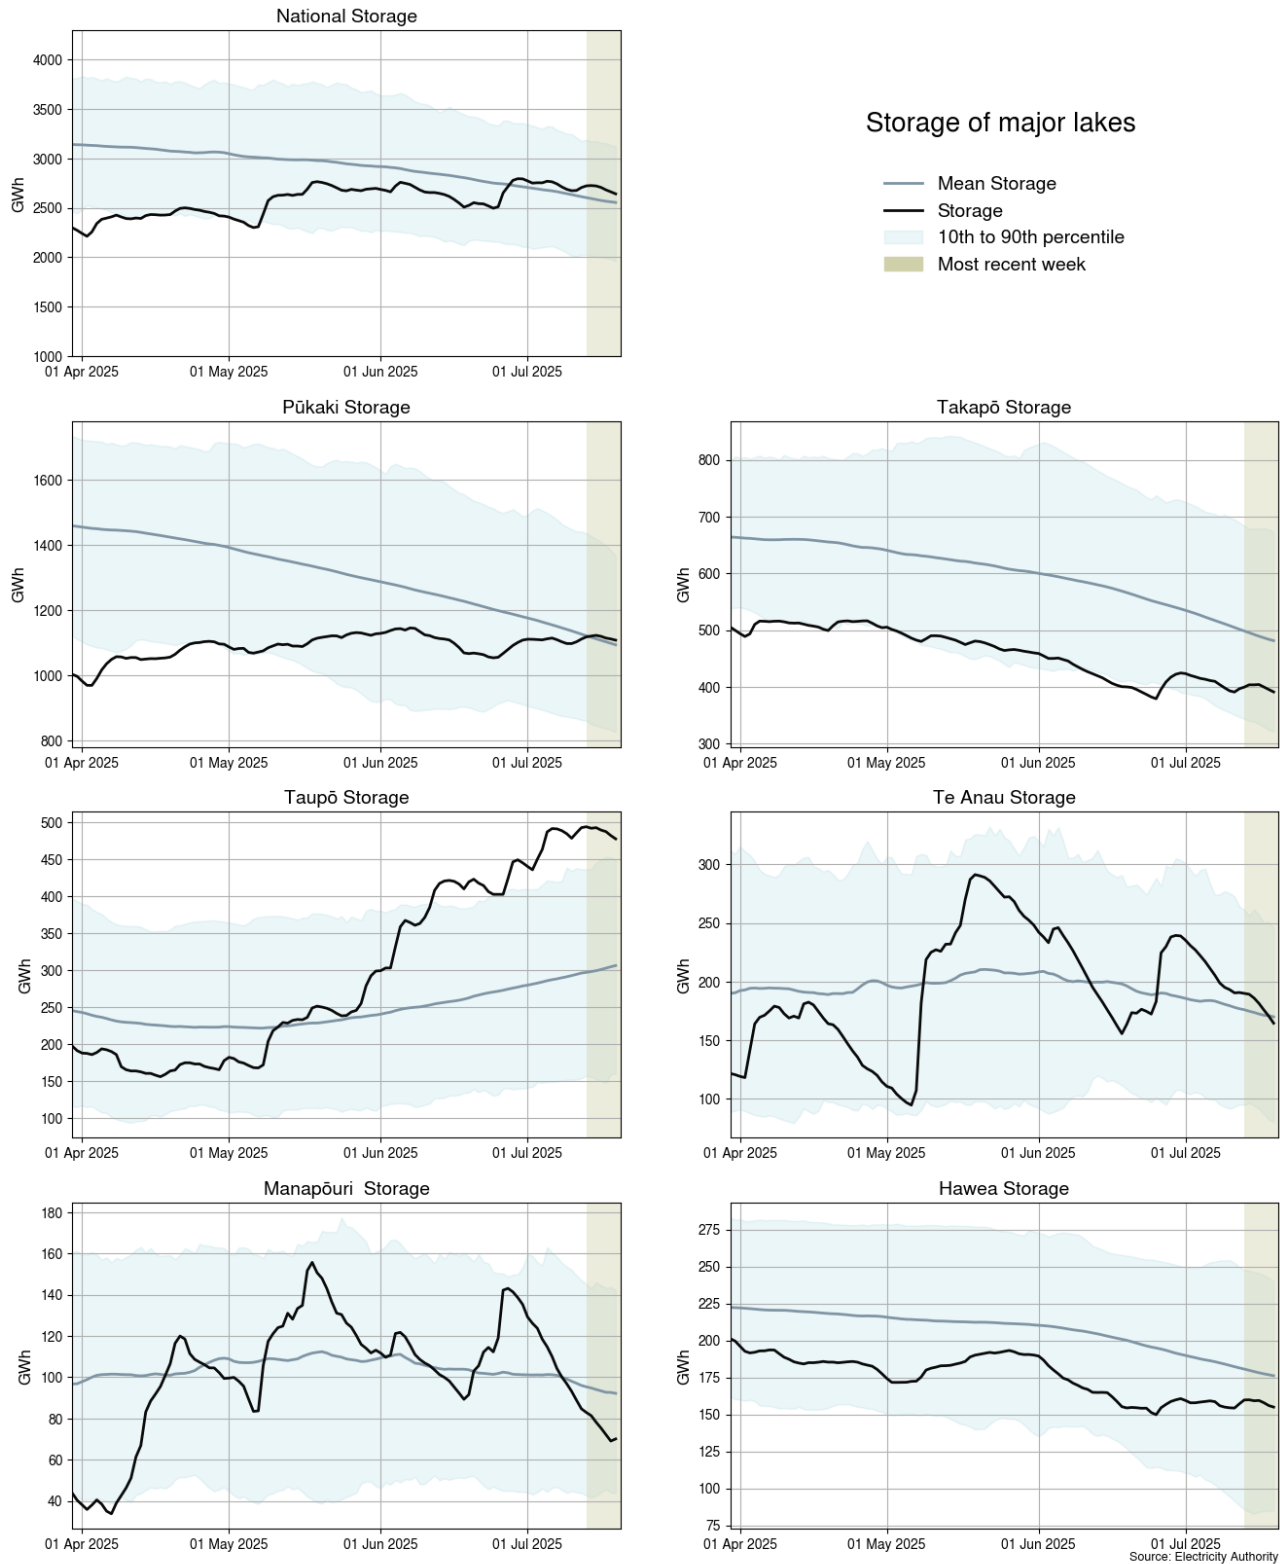 National Storage
4000
3500
3000
2500
2000
1500
1000
GWh
01 Apr 2025 01 May 2025 01 Jun 2025 01 Jul 2025
Storage of major lakes
Mean Storage
Storage
10th to 90th percentile
Most recent week
Pūkaki Storage
1600
1400
1200
1000
800
GWh
01 Apr 2025 01 May 2025 01 Jun 2025 01 Jul 2025
Takapō Storage
800
700
600
500
400
300
GWh
01 Apr 2025 01 May 2025 01 Jun 2025 01 Jul 2025
Taupō Storage
500
450
400
350
300
250
200
150
100
GWh
01 Apr 2025 01 May 2025 01 Jun 2025 01 Jul 2025
Te Anau Storage
300
250
200
150
100
GWh
01 Apr 2025 01 May 2025 01 Jun 2025 01 Jul 2025
Manapōuri  Storage
180
160
140
120
100
80
60
40
GWh
01 Apr 2025 01 May 2025 01 Jun 2025 01 Jul 2025
Hawea Storage
275
250
225
200
175
150
125
100
75
GWh
01 Apr 2025 01 May 2025 01 Jun 2025 01 Jul 2025
Source: Electricity Authority